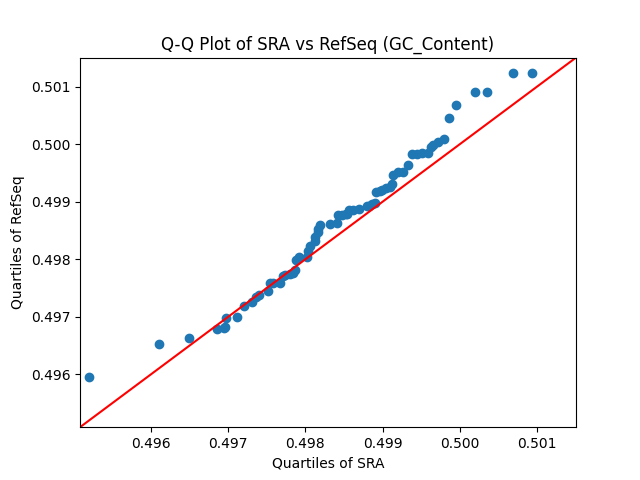 Q-Q Plot of SRA vs RefSeq (GC_Content)
0.501
0.500
0.499
0.498
0.497
0.496
Quartiles of RefSeq
0.496 0.497 0.498 0.499 0.500 0.501
Quartiles of SRA